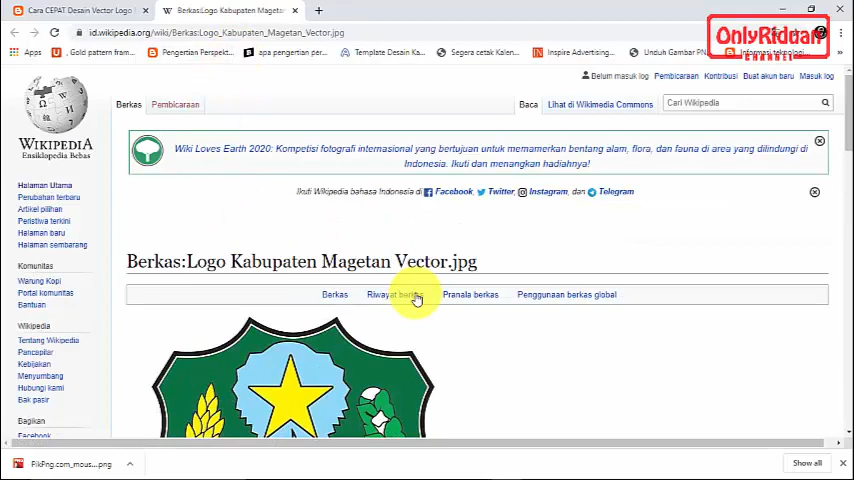 Cara CEPAT Desain Vector Logo
Berkas:Logo Kabupaten Magetan
id.wikipedia.org/wiki/Berkas:Logo_Kabupaten_Magetan_Vector.jpg
OnlyRidwan
CHANNEL
Apps
, Gold pattern fram...
Pengertian Perspekt...
apa pengertian per...
Template Desain Ka...
Segera cetak Kalen...
Inspire Advertising...
Unduh Gambar PN...
Informasi teknologi...
Belum masuk log
Pembicaraan
Kontribusi
Buat akun baru
Masuk log
Berkas
Pembicaraan
Baca
Lihat di Wikimedia Commons
Cari Wikipedia
WIKIPEDIA
Ensiklopedia Bebas
Wiki Loves Earth 2020: Kompetisi fotografi internasional yang bertujuan untuk memamerkan bentang alam, flora, dan fauna di area yang dilindungi di
Indonesia. Ikuti dan menangkan hadiahnya!
Ikuti Wikipedia bahasa Indonesia di Facebook, Twitter, Instagram, dan Telegram
Halaman Utama
Perubahan terbaru
Artikel pilihan
Peristiwa terkini
Halaman baru
Halaman sembarang
Komunitas
Warung Kopi
Portal komunitas
Bantuan
Wikipedia
Tentang Wikipedia
Pancapilar
Kebijakan
Menyumbang
Hubungi kami
Bak pasir
Bagikan
Facebook
Berkas:Logo Kabupaten Magetan Vector.jpg
Berkas
Riwayat berkas
Pranala berkas
Penggunaan berkas global
PikPng.com_mous....png
Show all